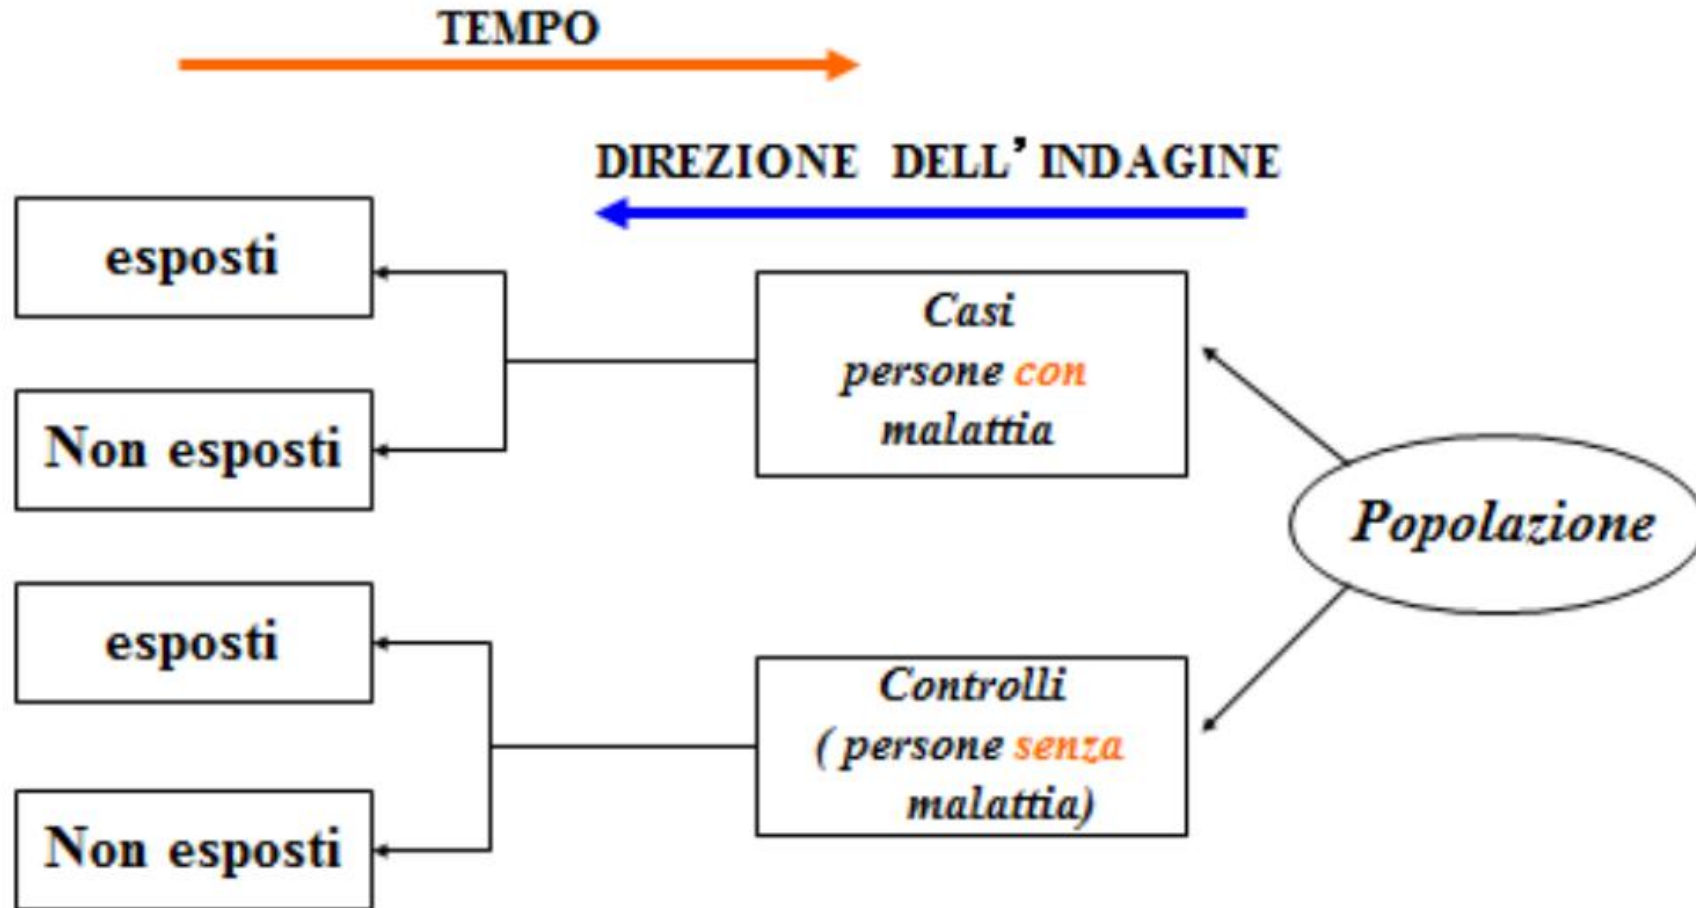 TEMPO
DIREZIONE DELL’INDAGINE
esposti
Casi
persone con
malattia
Non esposti
Popolazione
esposti
Controlli
( persone senza
malattia)
Non esposti